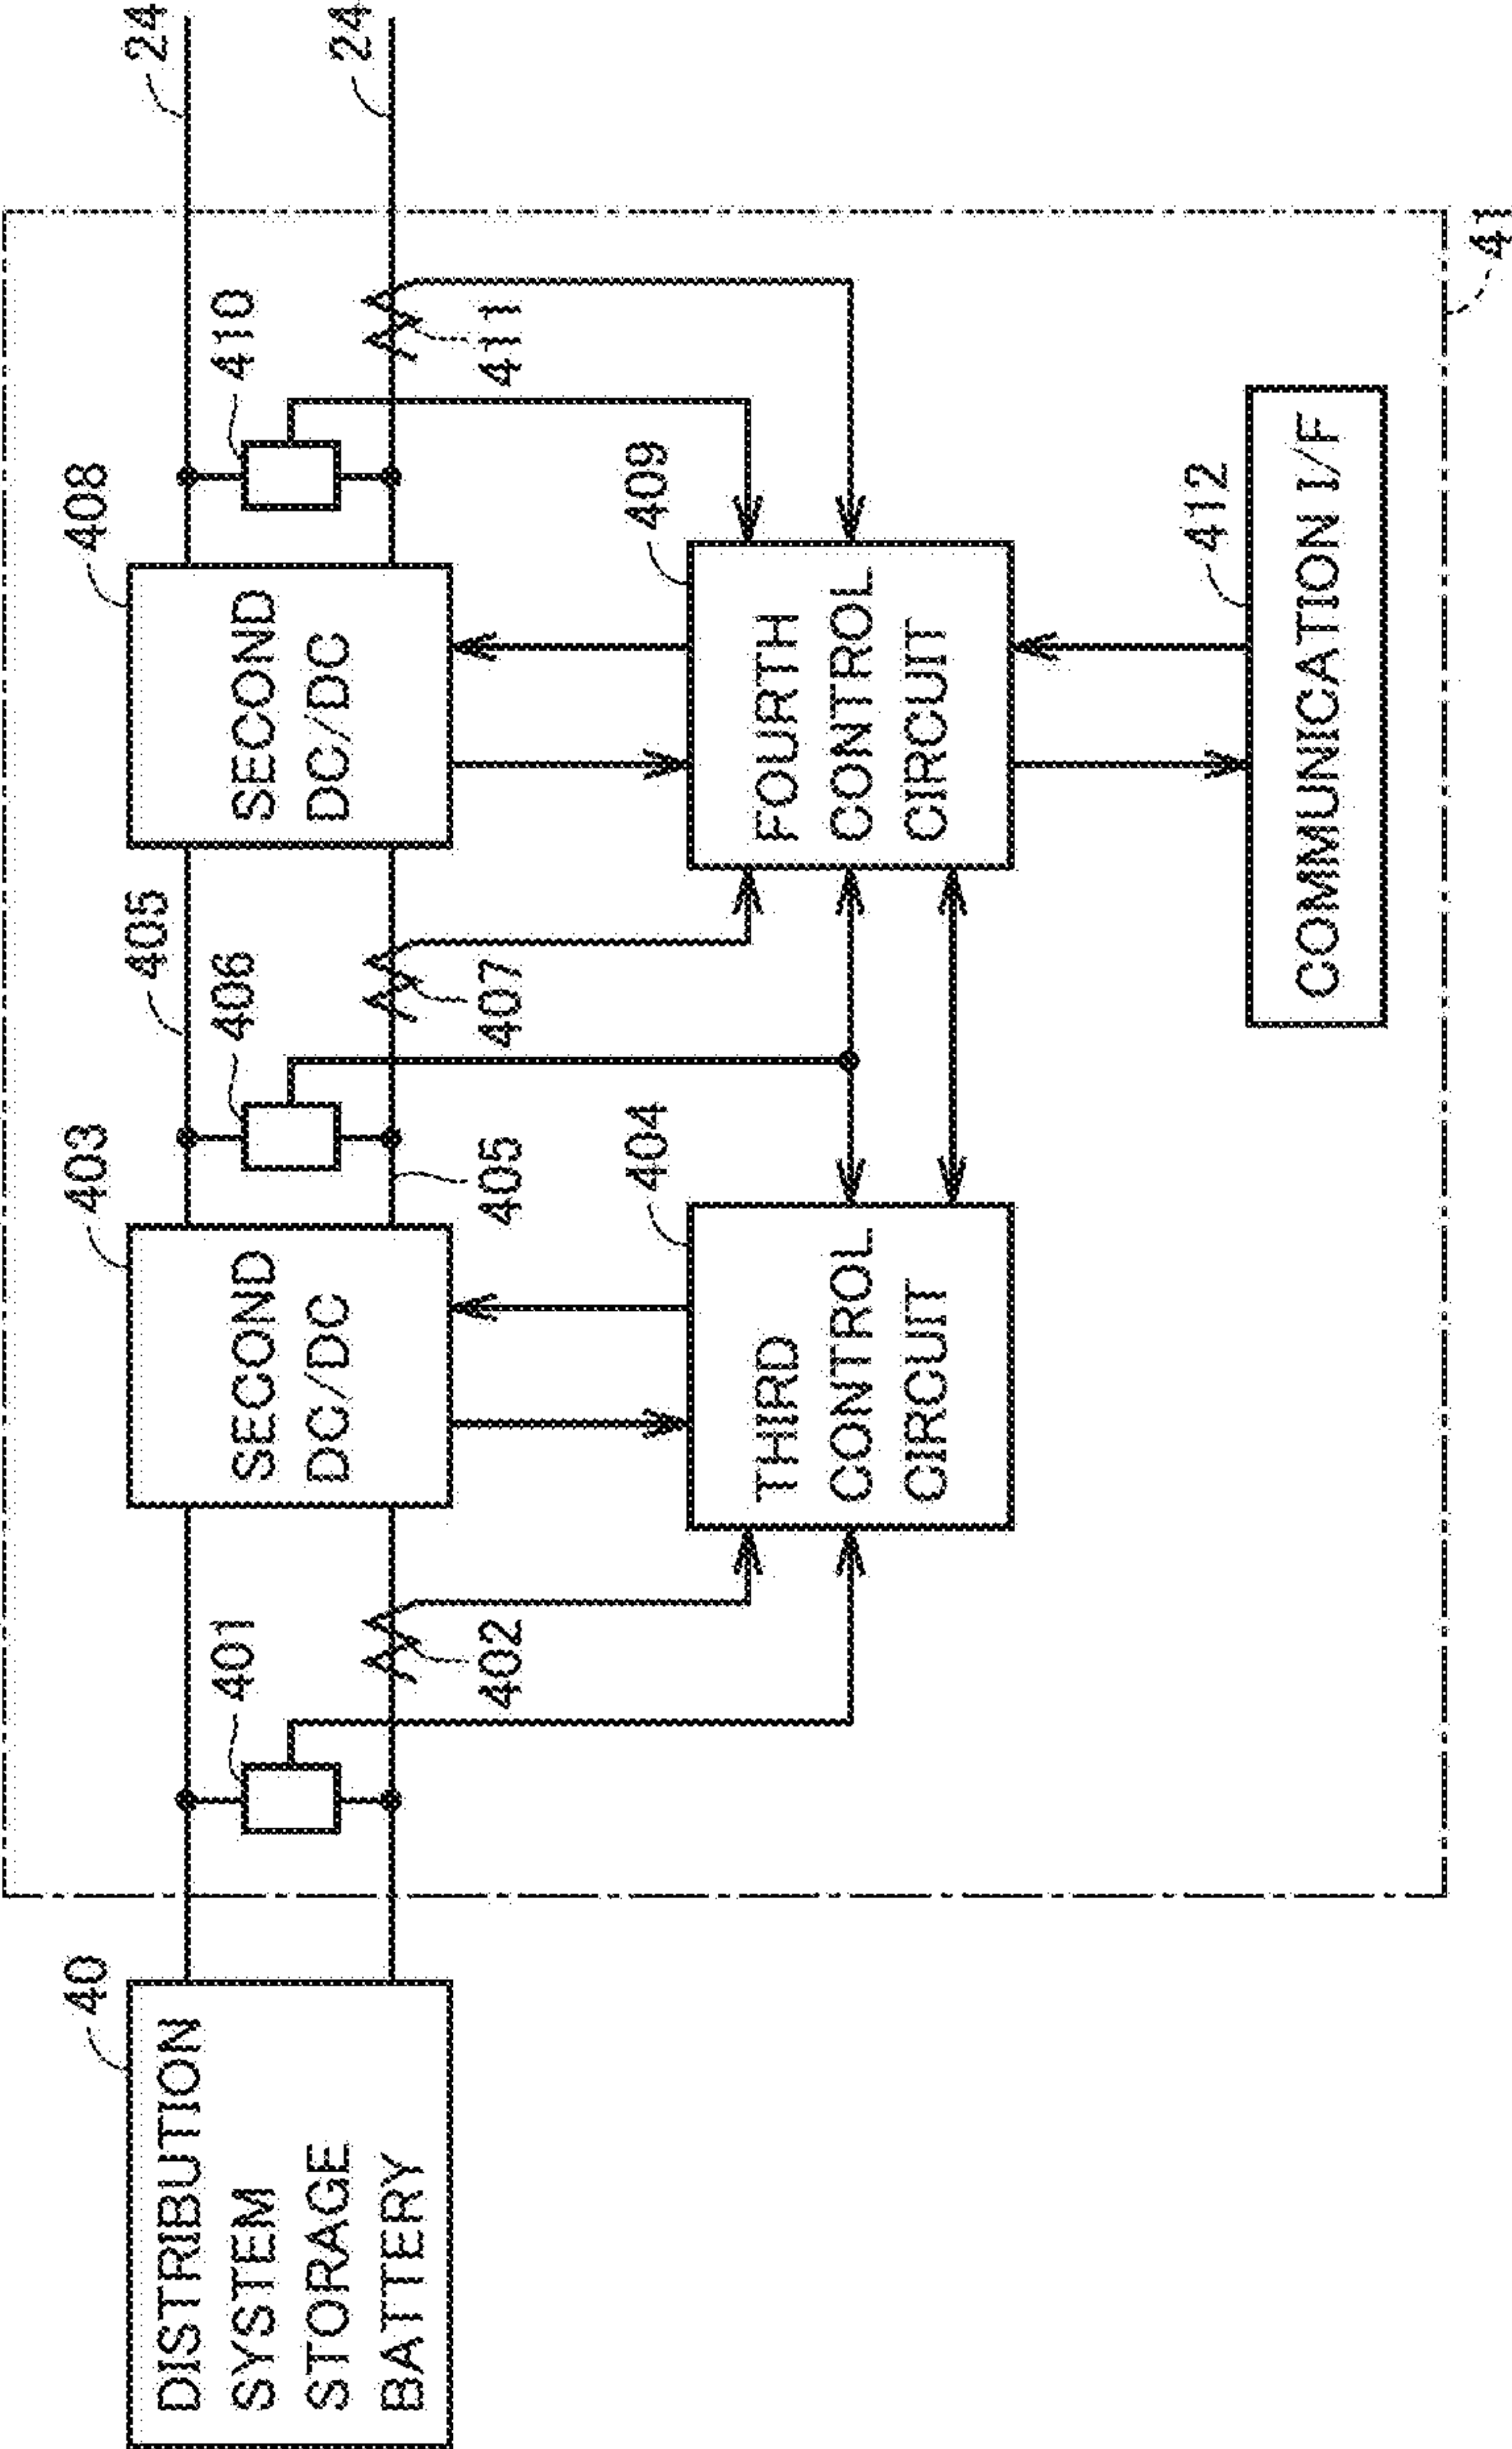 24
24
410
411
408
SECOND
DC/DC
409
FOURTH
CONTROL
CIRCUIT
412
COMMUNICATION I/F
405
406
407
405
403
SECOND
DC/DC
404
THIRD
CONTROL
CIRCUIT
401
402
40
DISTRIBUTION
SYSTEM
STORAGE
BATTERY
41